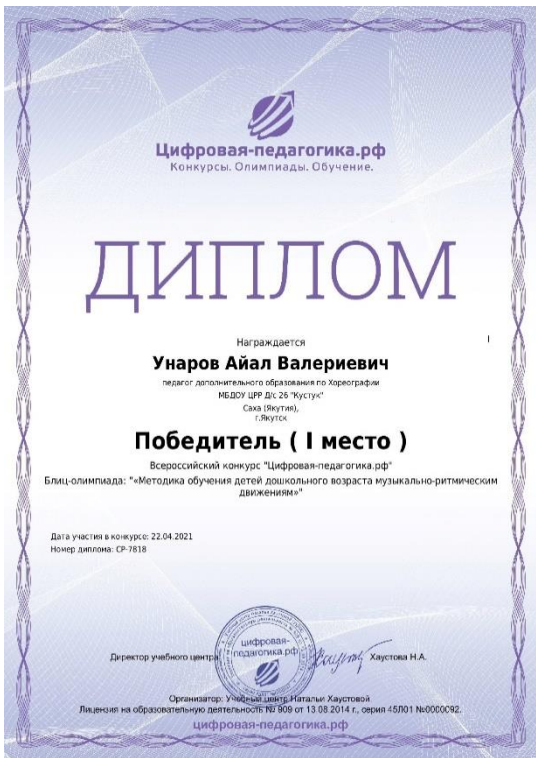 Цифровая-педагогика.рф
Конкурсы. Олимпиады. Обучение.
ДИПЛОМ
Награждается
Унаров Айал Валериевич
педагог дополнительного образования по Хореографии
МБДОУ ЦРР Д/с 26 "Кустук"
Саха (Якутия),
г.Якутск
Победитель ( I место )
Всероссийский конкурс "Цифровая-педагогика.рф"
Блиц-олимпиада: "«Методика обучения детей дошкольного возраста музыкально-ритмическим
движениям»"
Дата участия в конкурсе: 22.04.2021
Номер диплома: CP-7818
цифровая-
педагогика.рф
Директор учебного центра Хаустова Н.А.
Организатор: Учебный центр Натальи Хаустовой
Лицензия на образовательную деятельность № 909 от 13.08.2014 г., серия 45Л01 №0000092.
цифровая-педагогика.рф